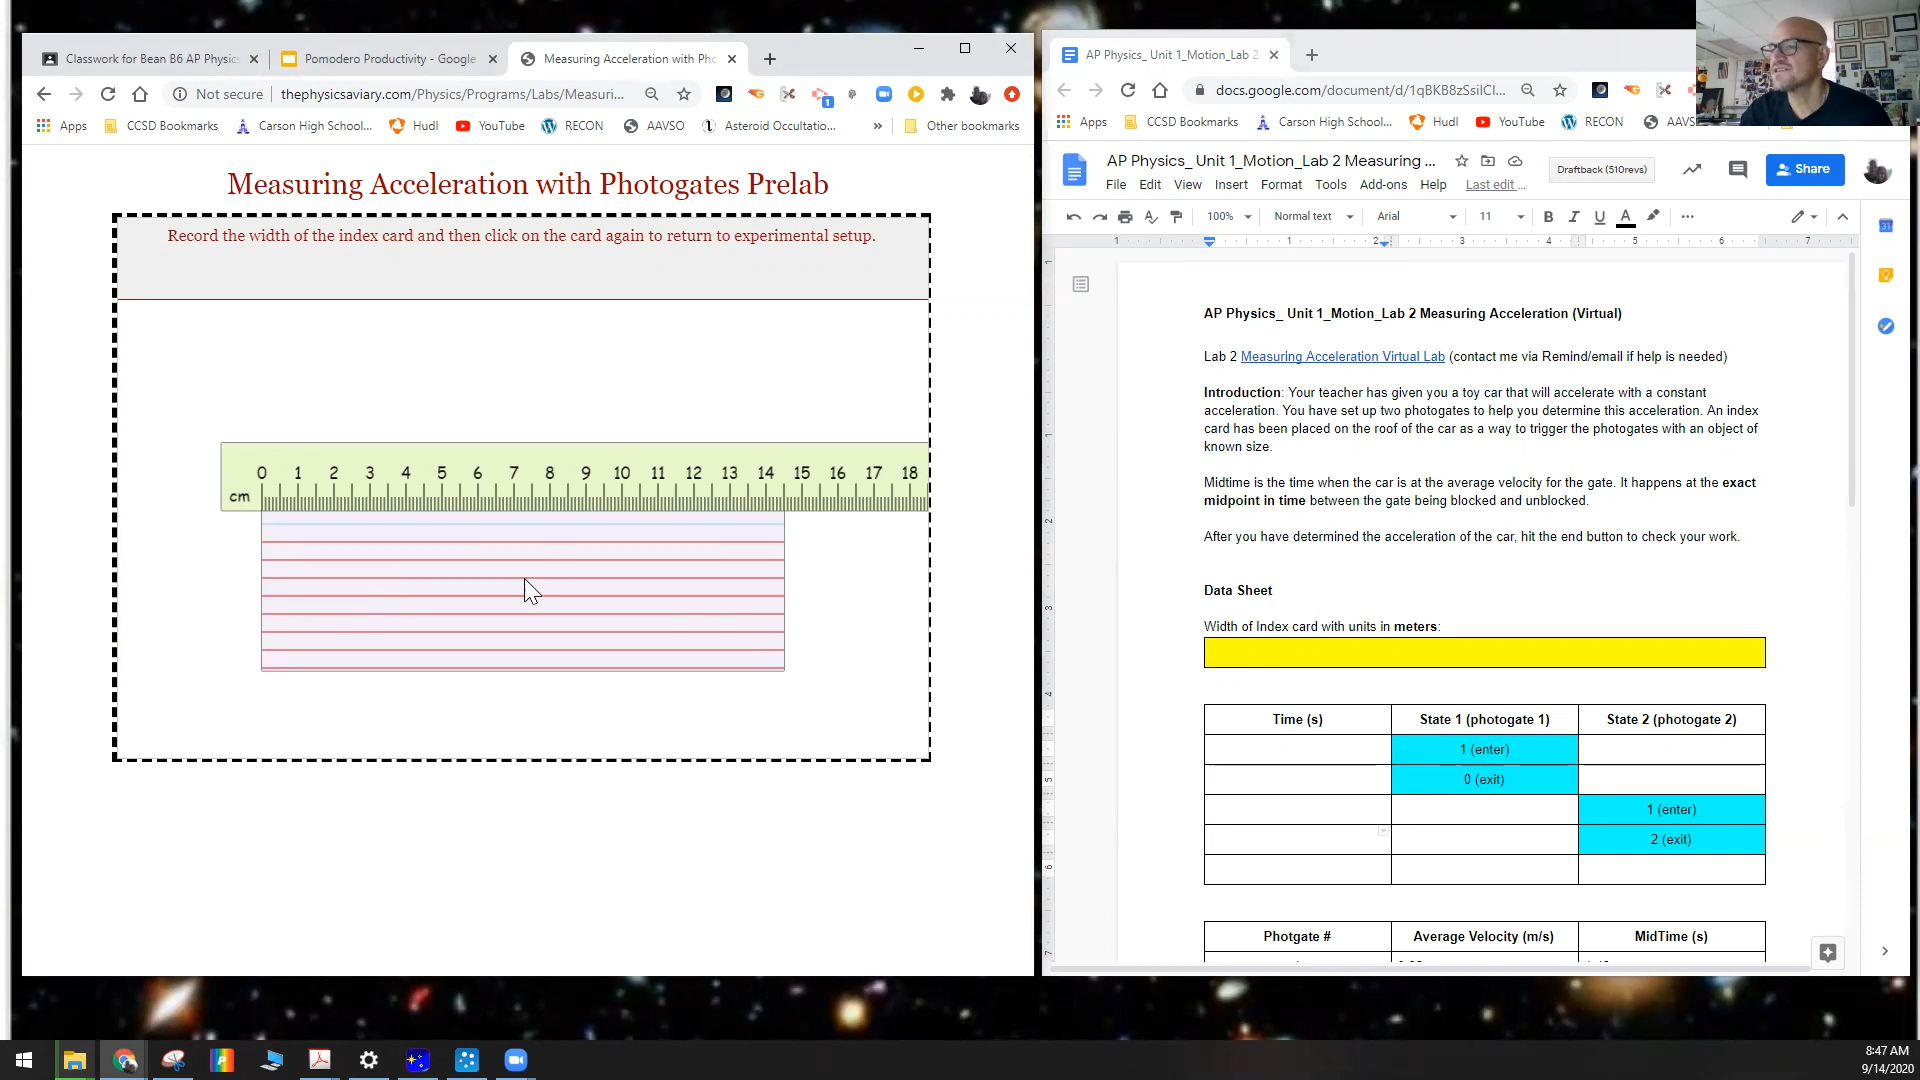 Classwork for Bean B6 AP Physics
Pomodero Productivity - Google
Measuring Acceleration with Pho
Not secure
thephysicsaviary.com/Physics/Programs/Labs/Measuri...
1
Apps
CCSD Bookmarks
Carson High School...
Hudl
YouTube
RECON
AAVSO
Asteroid Occultatio...
»
Other bookmarks
Measuring Acceleration with Photogates Prelab
Record the width of the index card and then click on the card again to return to experimental setup.
0 1 2 3 4 5 6 7 8 9 10 11 12 13 14 15 16 17 18
cm
AP Physics_ Unit 1_Motion_Lab 2
docs.google.com/document/d/1qBKB8zSsilCI...
Apps
CCSD Bookmarks
Carson High School...
Hudl
YouTube
RECON
AAVS
AP Physics_ Unit 1_Motion_Lab 2 Measuring ...
Draftback (510revs)
Share
File Edit View Insert Format Tools Add-ons Help Last edit ...
100% Normal text Arial 11 B I U A
1 1 2 3 4 5 6 7
AP Physics_ Unit 1_Motion_Lab 2 Measuring Acceleration (Virtual)
Lab 2 Measuring Acceleration Virtual Lab (contact me via Remind/email if help is needed)
Introduction: Your teacher has given you a toy car that will accelerate with a constant
acceleration. You have set up two photogates to help you determine this acceleration. An index
card has been placed on the roof of the car as a way to trigger the photogates with an object of
known size.
Midtime is the time when the car is at the average velocity for the gate. It happens at the exact
midpoint in time between the gate being blocked and unblocked.
After you have determined the acceleration of the car, hit the end button to check your work.
Data Sheet
Width of Index card with units in meters:
Time (s) State 1 (photogate 1) State 2 (photogate 2)
1 (enter)
0 (exit)
1 (enter)
2 (exit)
Photgate # Average Velocity (m/s) MidTime (s)
8:47 AM
9/14/2020